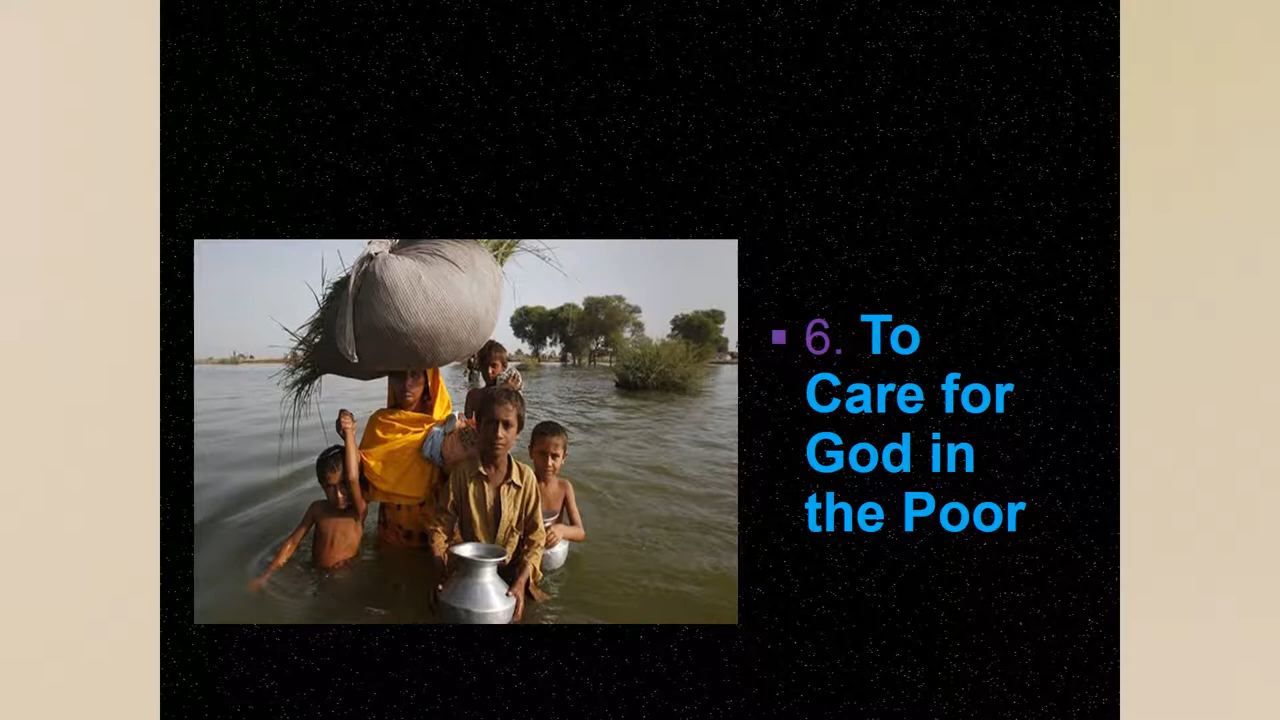 ▪ 6. To
Care for
God in
the Poor